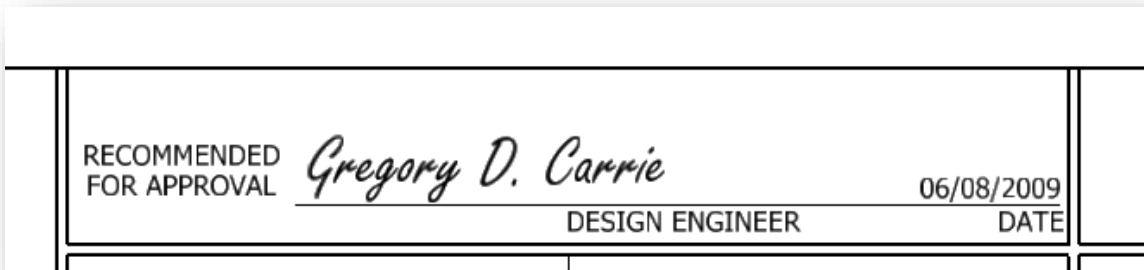 RECOMMENDED
FOR APPROVAL
Gregory D. Carrie
06/08/2009
DESIGN ENGINEER
DATE